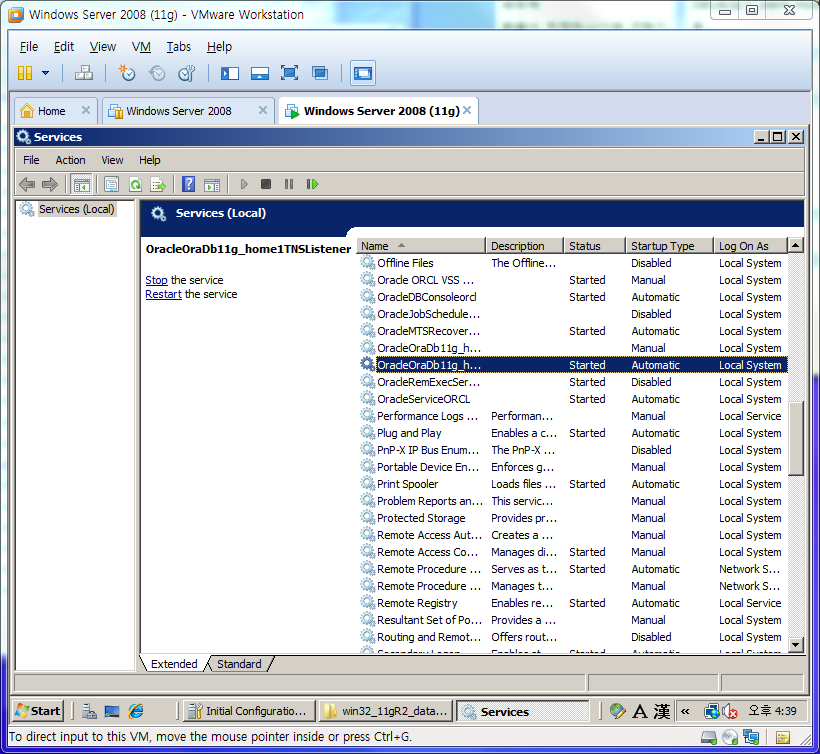 Windows Server 2008 (11g) - VMware Workstation
File Edit View VM Tabs Help
Home Windows Server 2008 Windows Server 2008 (11g)
Services
File Action View Help
Services (Local)
Services (Local)
OracleOraDb11g_home1TNSListener
Stop the service
Restart the service
Name Description Status Startup Type Log On As
Offline Files The Offline... Disabled Local System
Oracle ORCL VSS ... Started Manual Local System
OracleDBConsoleorcl Started Automatic Local System
OracleJobSchedule... Disabled Local System
OracleMTSRecover... Started Automatic Local System
OracleOraDb11g_h... Manual Local System
OracleOraDb11g_h... Started Automatic Local System
OracleRemExecSer... Started Disabled Local System
OracleServiceORCL Started Automatic Local System
Performance Logs ... Performan... Manual Local Service
Plug and Play Enables a c... Started Automatic Local System
PnP-X IP Bus Enum... The PnP-X ... Disabled Local System
Portable Device En... Enforces g... Manual Local System
Print Spooler Loads files ... Started Automatic Local System
Problem Reports an... This servic... Manual Local System
Protected Storage Provides pr... Manual Local System
Remote Access Aut... Creates a ... Manual Local System
Remote Access Co... Manages di... Started Manual Local System
Remote Procedure ... Serves as t... Started Automatic Network S...
Remote Procedure ... Manages t... Manual Network S...
Remote Registry Enables re... Started Automatic Local Service
Resultant Set of Po... Provides a ... Manual Local System
Routing and Remot... Offers rout... Disabled Local System
Extended Standard
Start Initial Configuratio... win32_11gR2_data... Services A 漢 « 오후 4:39
To direct input to this VM, move the mouse pointer inside or press Ctrl+G.